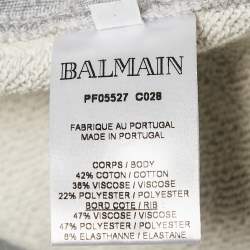 BALMAIN
PF05527 C028
FABRIQUE AU PORTUGAL
MADE IN PORTUGAL
CORPS / BODY
42% COTON / COTTON
36% VISCOSE / VISCOSE
22% POLYESTER / POLYESTER
BORD COTE / RIB
47% VISCOSE / VISCOSE
47% POLYESTER / POLYESTER
6% ELASTHANNE / ELASTANE